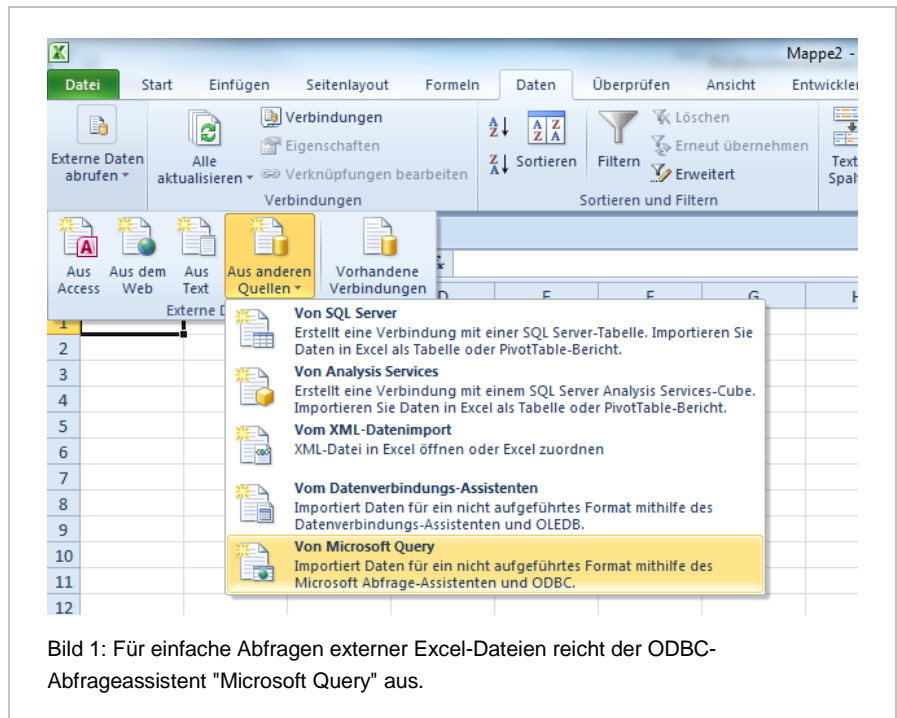 Mappe2 -
Datei Start Einfügen Seitenlayout Formeln Daten Überprüfen Ansicht Entwickler
Externe Daten abrufen
Alle aktualisieren
Verbindungen
Eigenschaften
Verknüpfungen bearbeiten
Verbindungen
Sortieren
Filtern
Löschen
Erneut übernehmen
Erweitert
Sortieren und Filtern
Text
Spal
Aus Access
Aus dem Web
Aus Text
Aus anderen Quellen
Vorhandene Verbindungen
Externe D
D E F G H
Von SQL Server
Erstellt eine Verbindung mit einer SQL Server-Tabelle. Importieren Sie
Daten in Excel als Tabelle oder PivotTable-Bericht.
Von Analysis Services
Erstellt eine Verbindung mit einem SQL Server Analysis Services-Cube.
Importieren Sie Daten in Excel als Tabelle oder PivotTable-Bericht.
Vom XML-Datenimport
XML-Datei in Excel öffnen oder Excel zuordnen
Vom Datenverbindungs-Assistenten
Importiert Daten für ein nicht aufgeführtes Format mithilfe des
Datenverbindungs-Assistenten und OLEDB.
Von Microsoft Query
Importiert Daten für ein nicht aufgeführtes Format mithilfe des
Microsoft Abfrage-Assistenten und ODBC.
1
2
3
4
5
6
7
8
9
10
11
12
Bild 1: Für einfache Abfragen externer Excel-Dateien reicht der ODBC-
Abfrageassistent "Microsoft Query" aus.